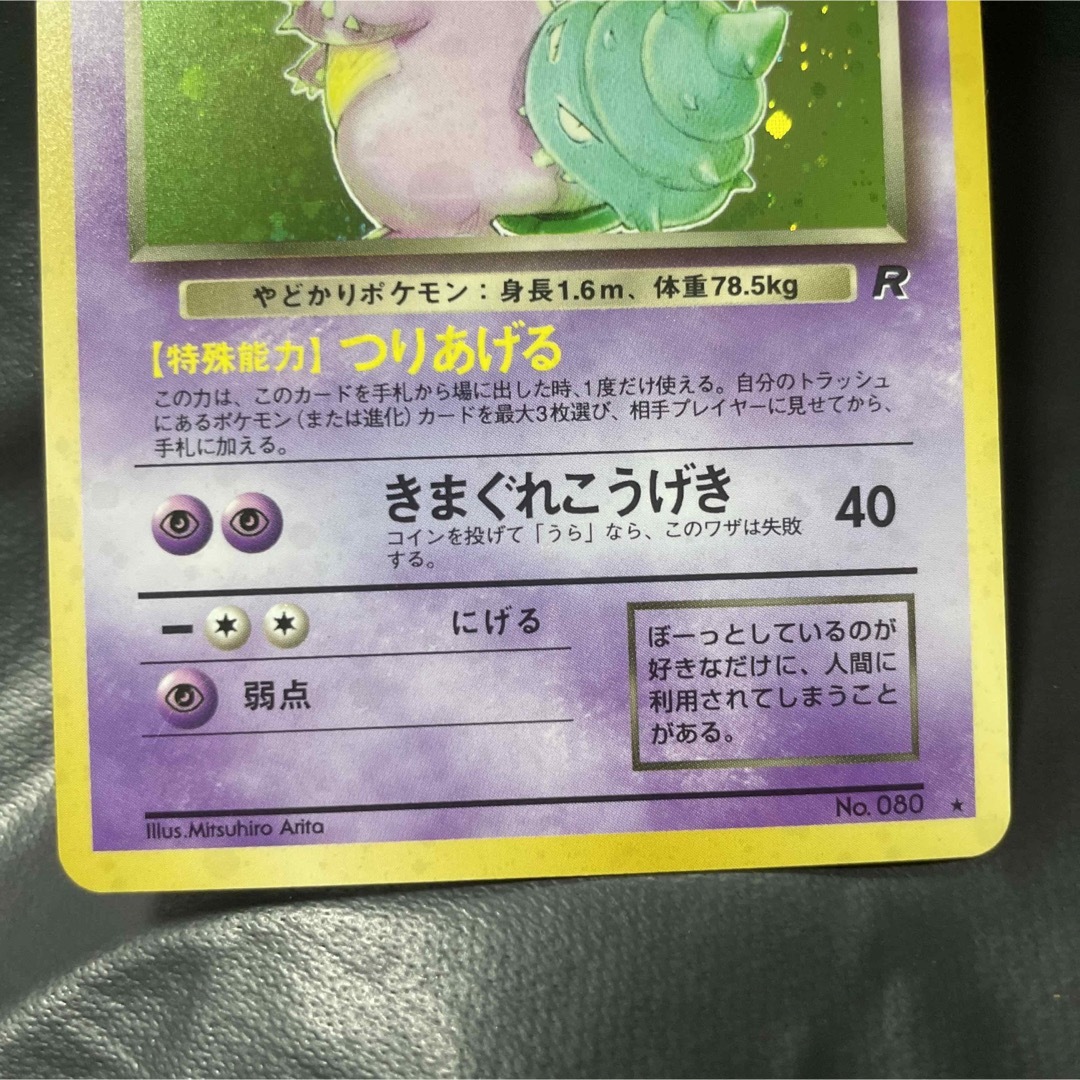 やどかりポケモン：身長1.6m、体重78.5kg
R
【特殊能力】つりあげる
この力は、このカードを手札から場に出した時、1度だけ使える。自分のトラッシュ
にあるポケモン（または進化）カードを最大3枚選び、相手プレイヤーに見せてから、
手札に加える。
きまぐれこうげき 40
コインを投げて「うら」なら、このワザは失敗
する。
にげる
弱点
ぼーっとしているのが
好きなだけに、人間に
利用されてしまうこと
がある。
Illus.Mitsuhiro Arita
No. 080 ★